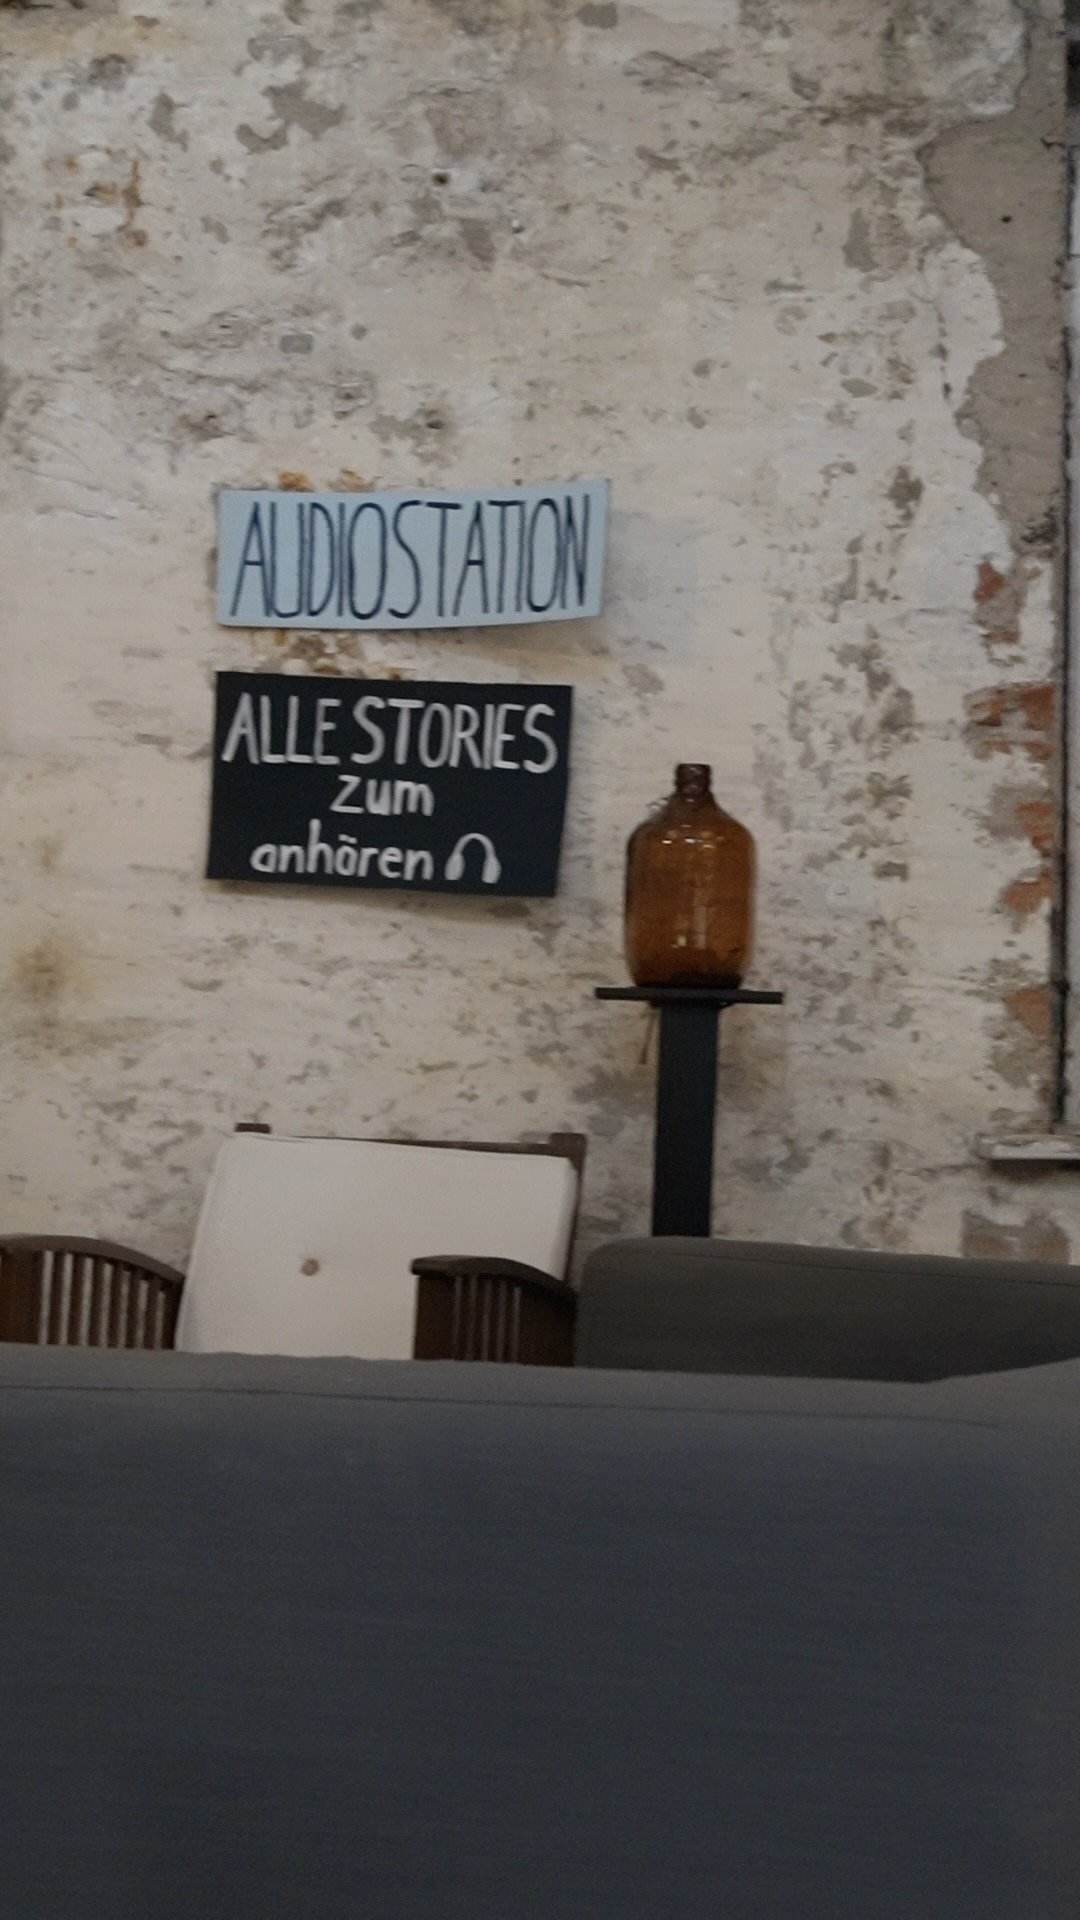 AUDIOSTATION
ALLE STORIES
zum
anhören